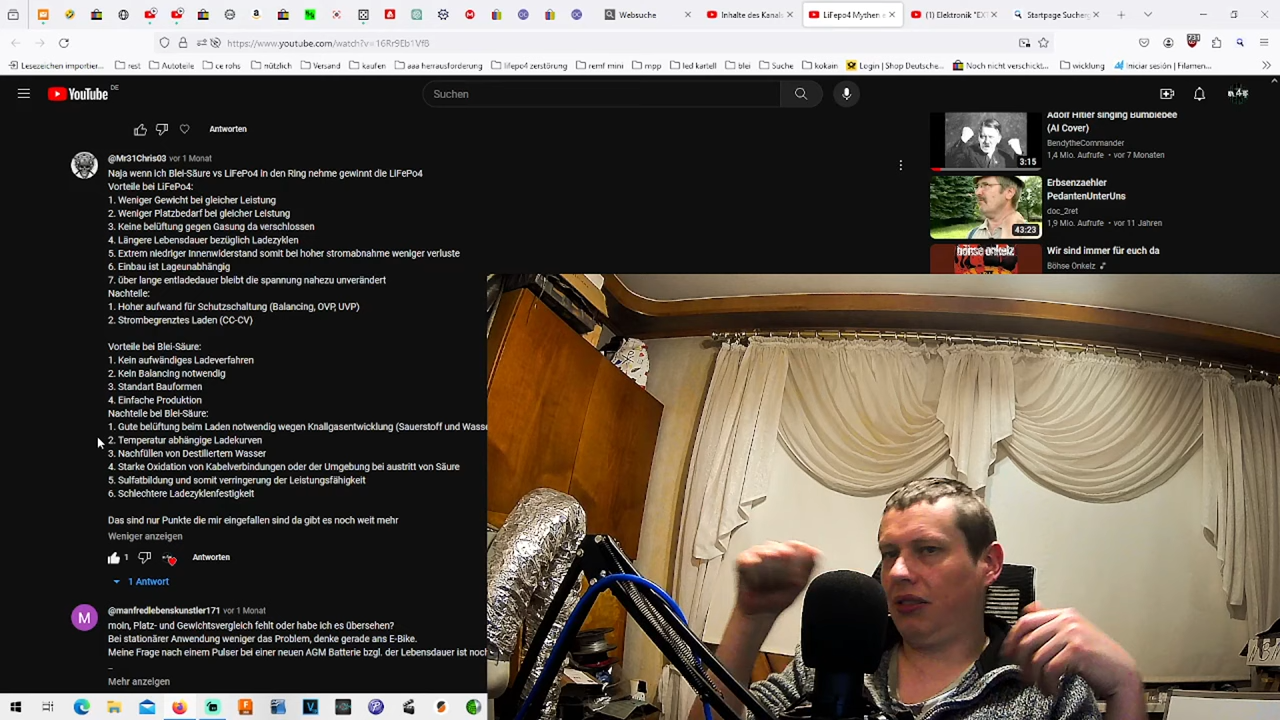 Websuche
Inhalte des Kanals
LiFepo4 Mythen
(1) Elektronik "EX
Startpage Sucher
https://www.youtube.com/watch?v=16Rr9Eb1Vf8
Lesezeichen importier...
rest
Autoteile
ce rohs
nützlich
Versand
kaufen
aaa herrausforderung
lifepo4 zerstörung
remf mini
mpp
led kartell
blei
Suche
kokain
Login | Shop Deutsche...
Noch nicht verschickt...
wicklung
Iniciar sesión | Filamen...
YouTube DE
Suchen
Antworten
@Mr31Chris03 vor 1 Monat
Naja wenn ich Blei-Säure vs LiFePo4 in den Ring nehme gewinnt die LiFePo4
Vorteile bei LiFePo4:
1. Weniger Gewicht bei gleicher Leistung
2. Weniger Platzbedarf bei gleicher Leistung
3. Keine belüftung gegen Gasung da verschlossen
4. Längere Lebensdauer bezüglich Ladezyklen
5. Extrem niedriger Innenwiderstand somit bei hoher stromabnahme weniger verluste
6. Einbau ist Lageunabhängig
7. über lange entladedauer bleibt die spannung nahezu unverändert
Nachteile:
1. Hoher aufwand für Schutzschaltung (Balancing, OVP, UVP)
2. Strombegrenztes Laden (CC-CV)
Vorteile bei Blei-Säure:
1. Kein aufwändiges Ladeverfahren
2. Kein Balancing notwendig
3. Standart Bauformen
4. Einfache Produktion
Nachteile bei Blei-Säure:
1. Gute belüftung beim Laden notwendig wegen Knallgasentwicklung (Sauerstoff und Wasse
2. Temperatur abhängige Ladekurven
3. Nachfüllen von Destilliertem Wasser
4. Starke Oxidation von Kabelverbindungen oder der Umgebung bei austritt von Säure
5. Sulfatbildung und somit verringerung der Leistungsfähigkeit
6. Schlechtere Ladezyklenfestigkeit
Das sind nur Punkte die mir eingefallen sind da gibt es noch weit mehr
Weniger anzeigen
1
Antworten
1 Antwort
M
@manfredlebenskunstler171 vor 1 Monat
moin, Platz- und Gewichtsvergleich fehlt oder habe ich es übersehen?
Bei stationärer Anwendung weniger das Problem, denke gerade ans E-Bike.
Meine Frage nach einem Pulser bei einer neuen AGM Batterie bzgl. der Lebensdauer ist noch
Mehr anzeigen
Adolf Hitler singing Bumblebee
(AI Cover)
BendytheCommander
1,4 Mio. Aufrufe • vor 7 Monaten
3:15
Erbsenzaehler
PedantenUnterUns
doc_2ret
1,9 Mio. Aufrufe • vor 11 Jahren
43:23
Wir sind immer für euch da
Böhse Onkelz
böhse onkelz